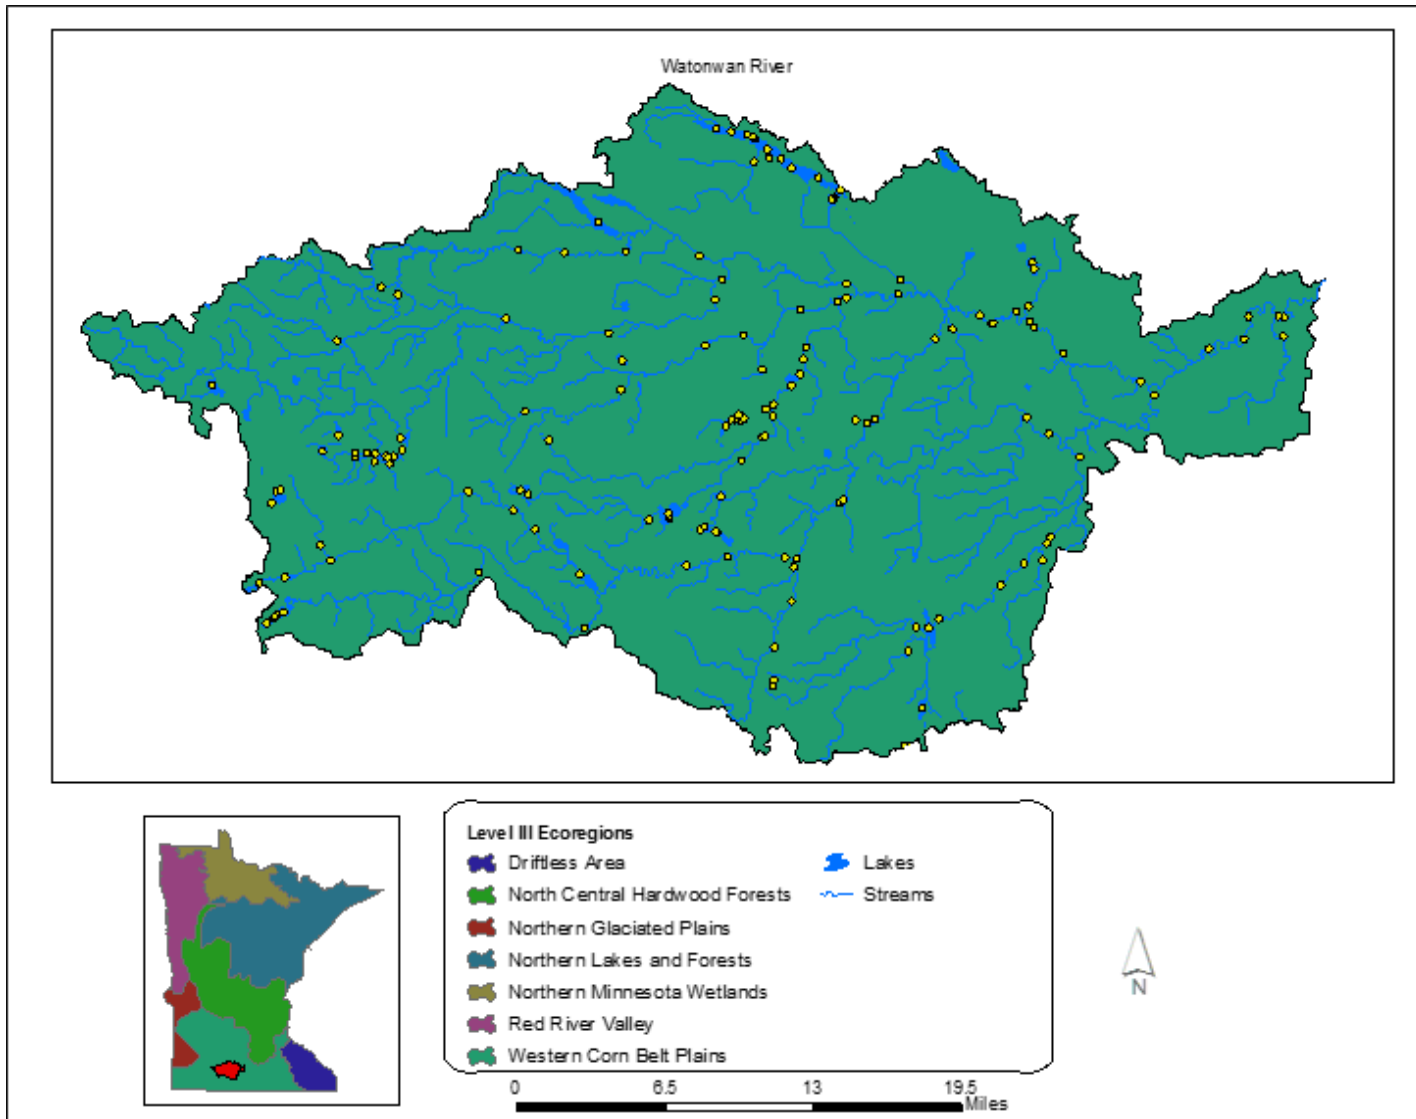 Watonwan River
Level III Ecoregions
Driftless Area
North Central Hardwood Forests
Northern Glaciated Plains
Northern Lakes and Forests
Northern Minnesota Wetlands
Red River Valley
Western Corn Belt Plains
Lakes
Streams
N
0 6.5 13 19.5
Miles